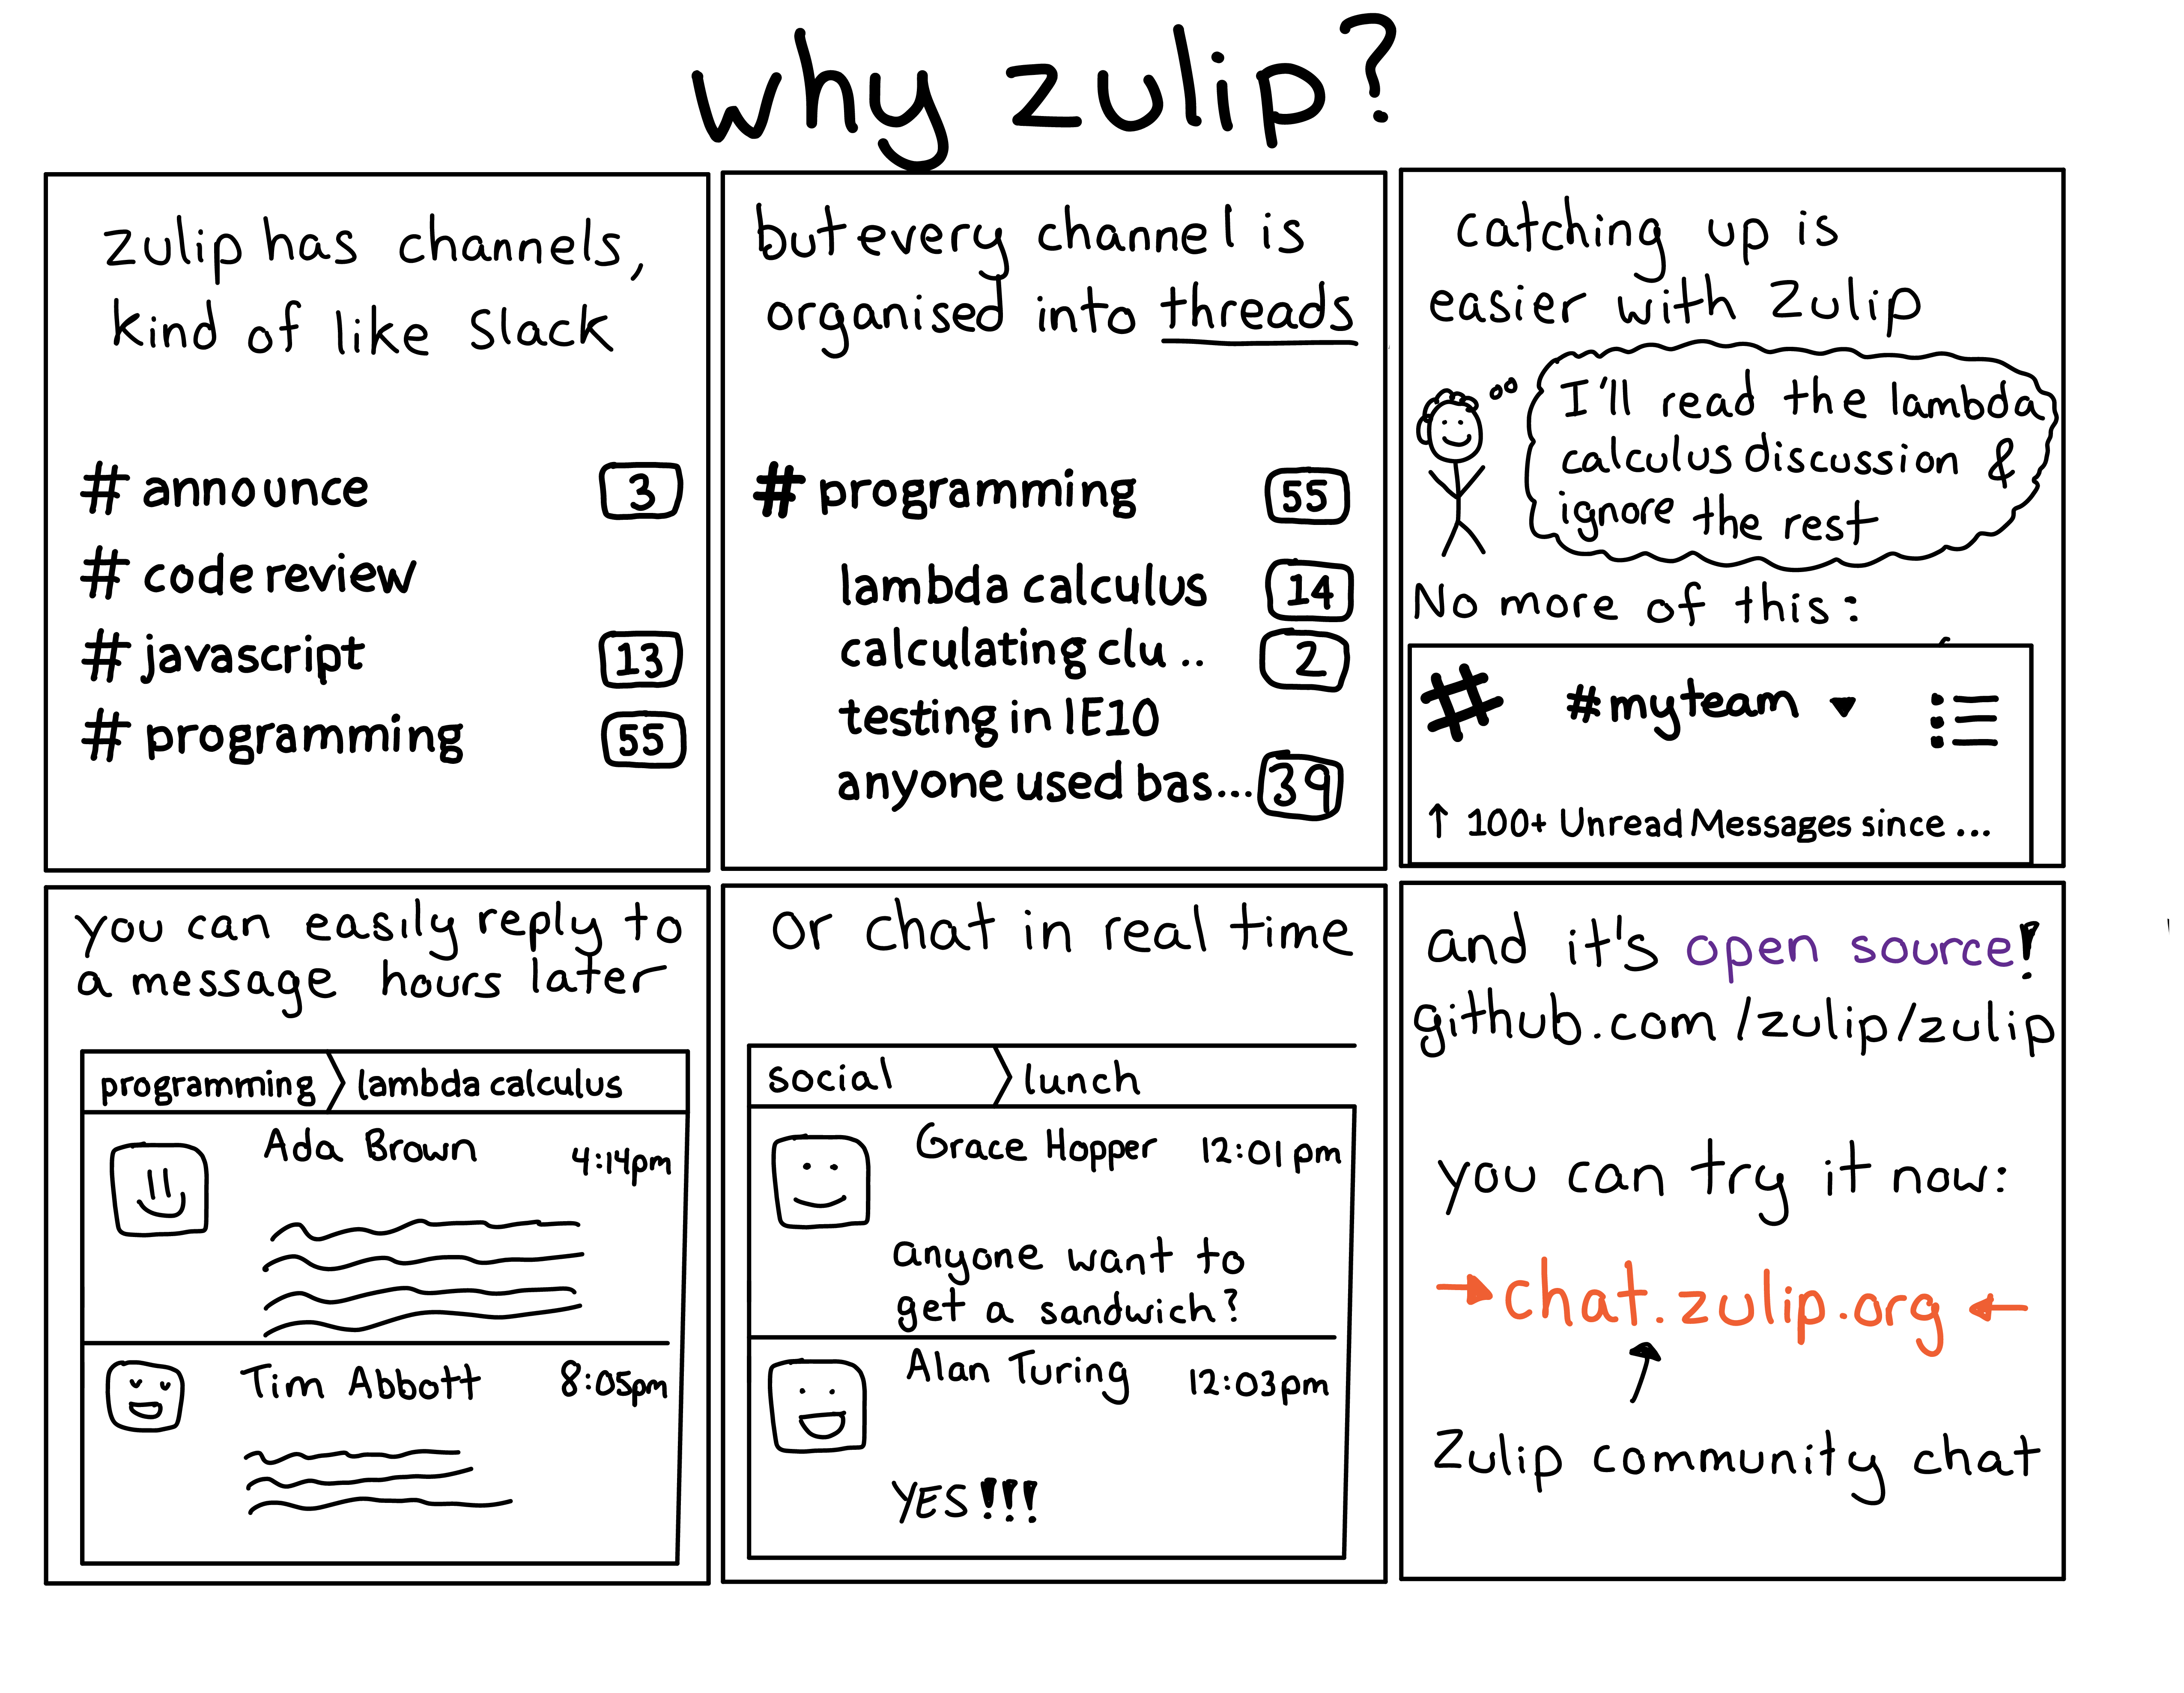 why zulip?
zulip has channels,
kind of like slack
# announce 3
# code review
# javascript 13
# programming 55
but every channel is
organised into threads
# programming 55
lambda calculus 14
calculating clu .. 2
testing in IE10
anyone used bas... 39
catching up is
easier with zulip
I'll read the lambda
calculus discussion &
ignore the rest
No more of this:
# #myteam
↑ 100+ Unread Messages since ...
you can easily reply to
a message hours later
programming > lambda calculus
Ada Brown 4:14pm
Tim Abbott 8:05pm
or chat in real time
social > lunch
Grace Hopper 12:01pm
anyone want to
get a sandwich?
Alan Turing 12:03pm
YES!!!
and it's open source!
github.com/zulip/zulip
you can try it now:
→ chat.zulip.org ←
Zulip community chat